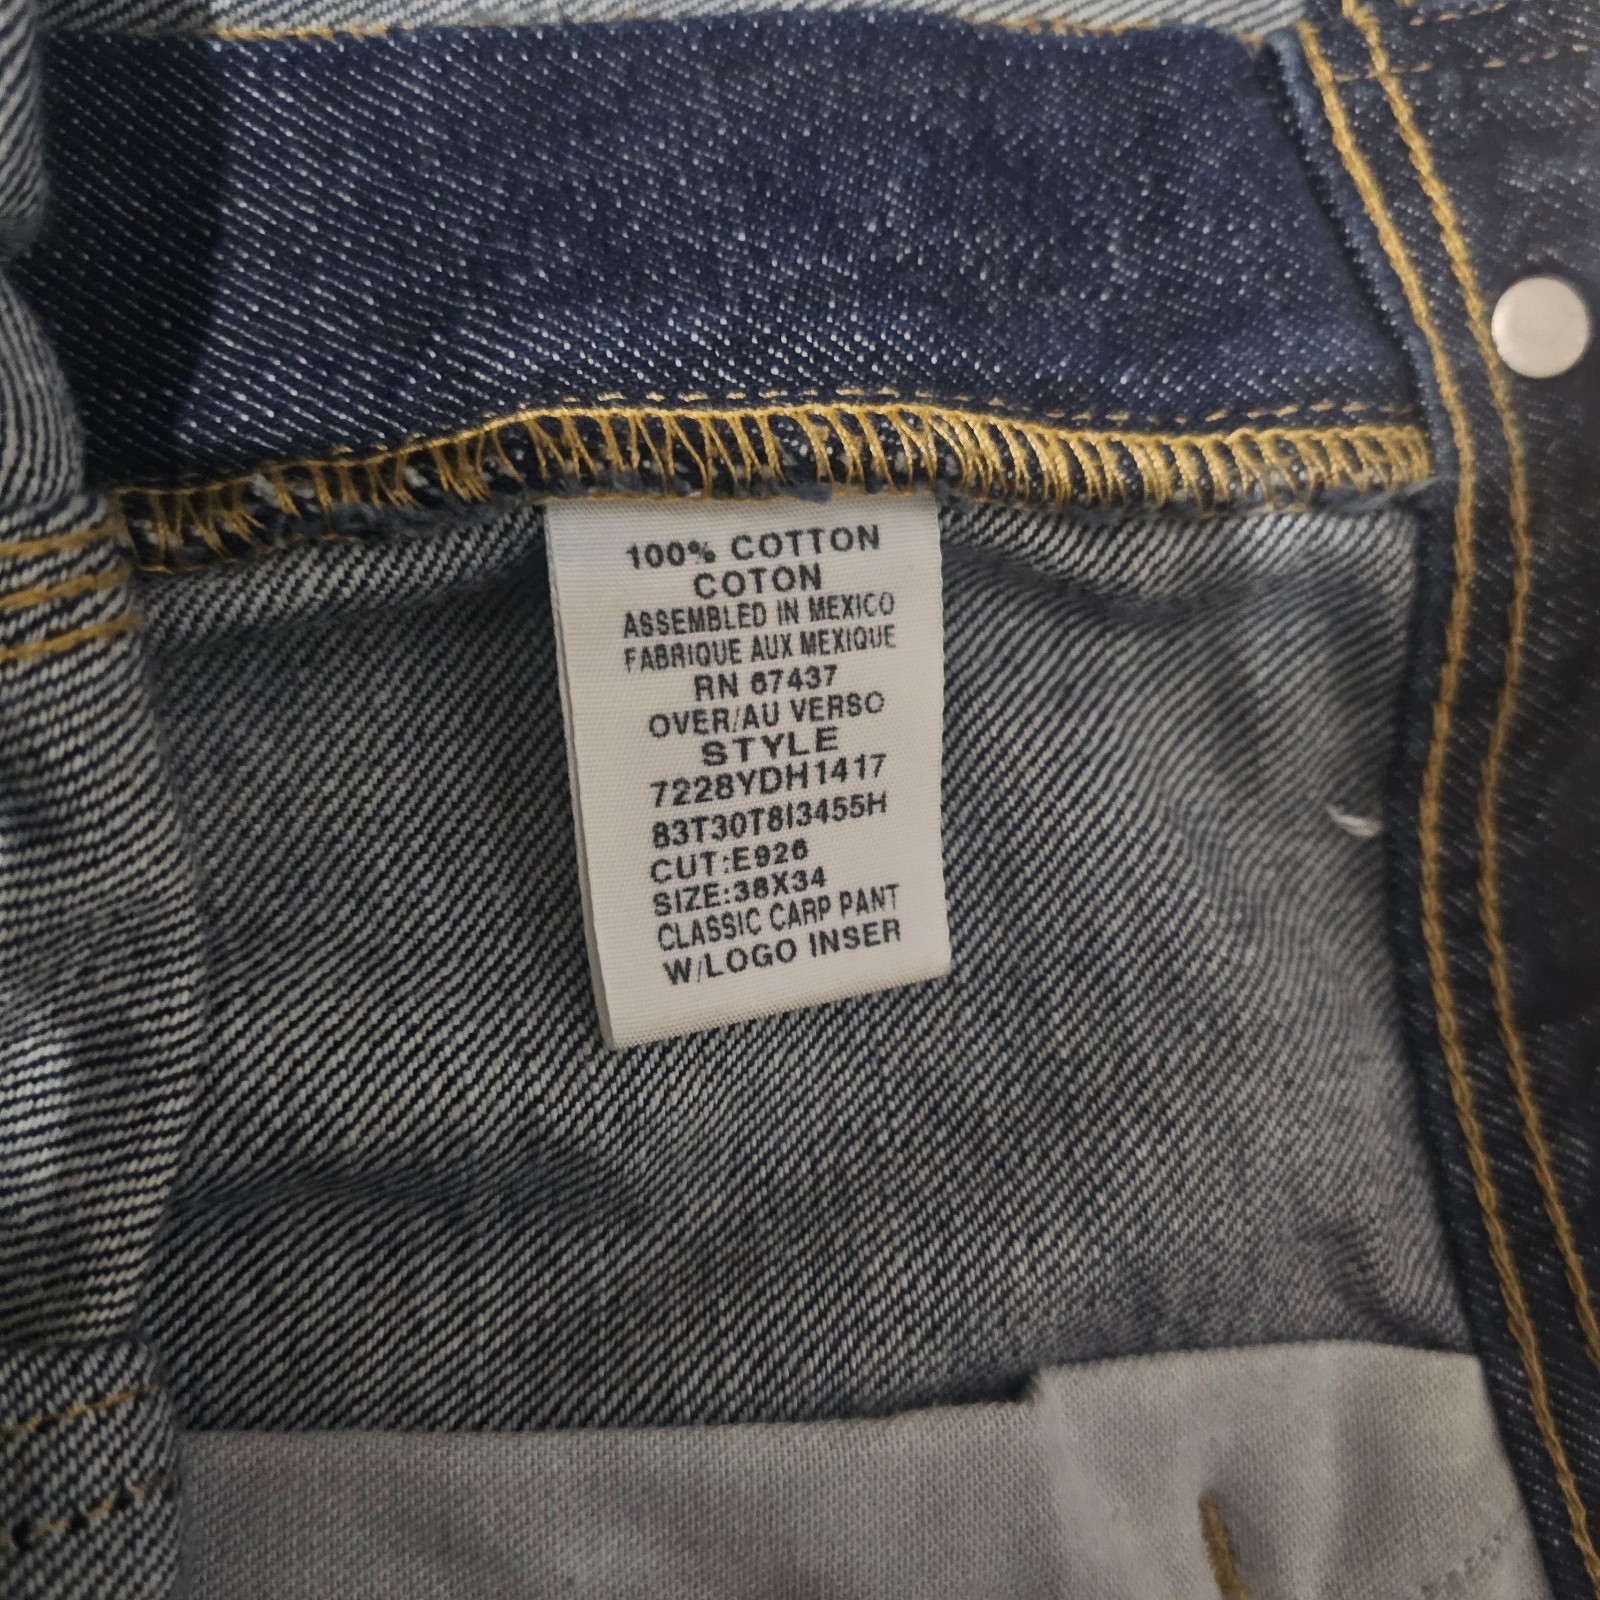 100% COTTON
COTON
ASSEMBLED IN MEXICO
FABRIQUE AUX MEXIQUE
RN 67437
OVER/AU VERSO
STYLE
7228YDH1417
83T30T8I3455H
CUT:E926
SIZE:38X34
CLASSIC CARP PANT
W/LOGO INSER